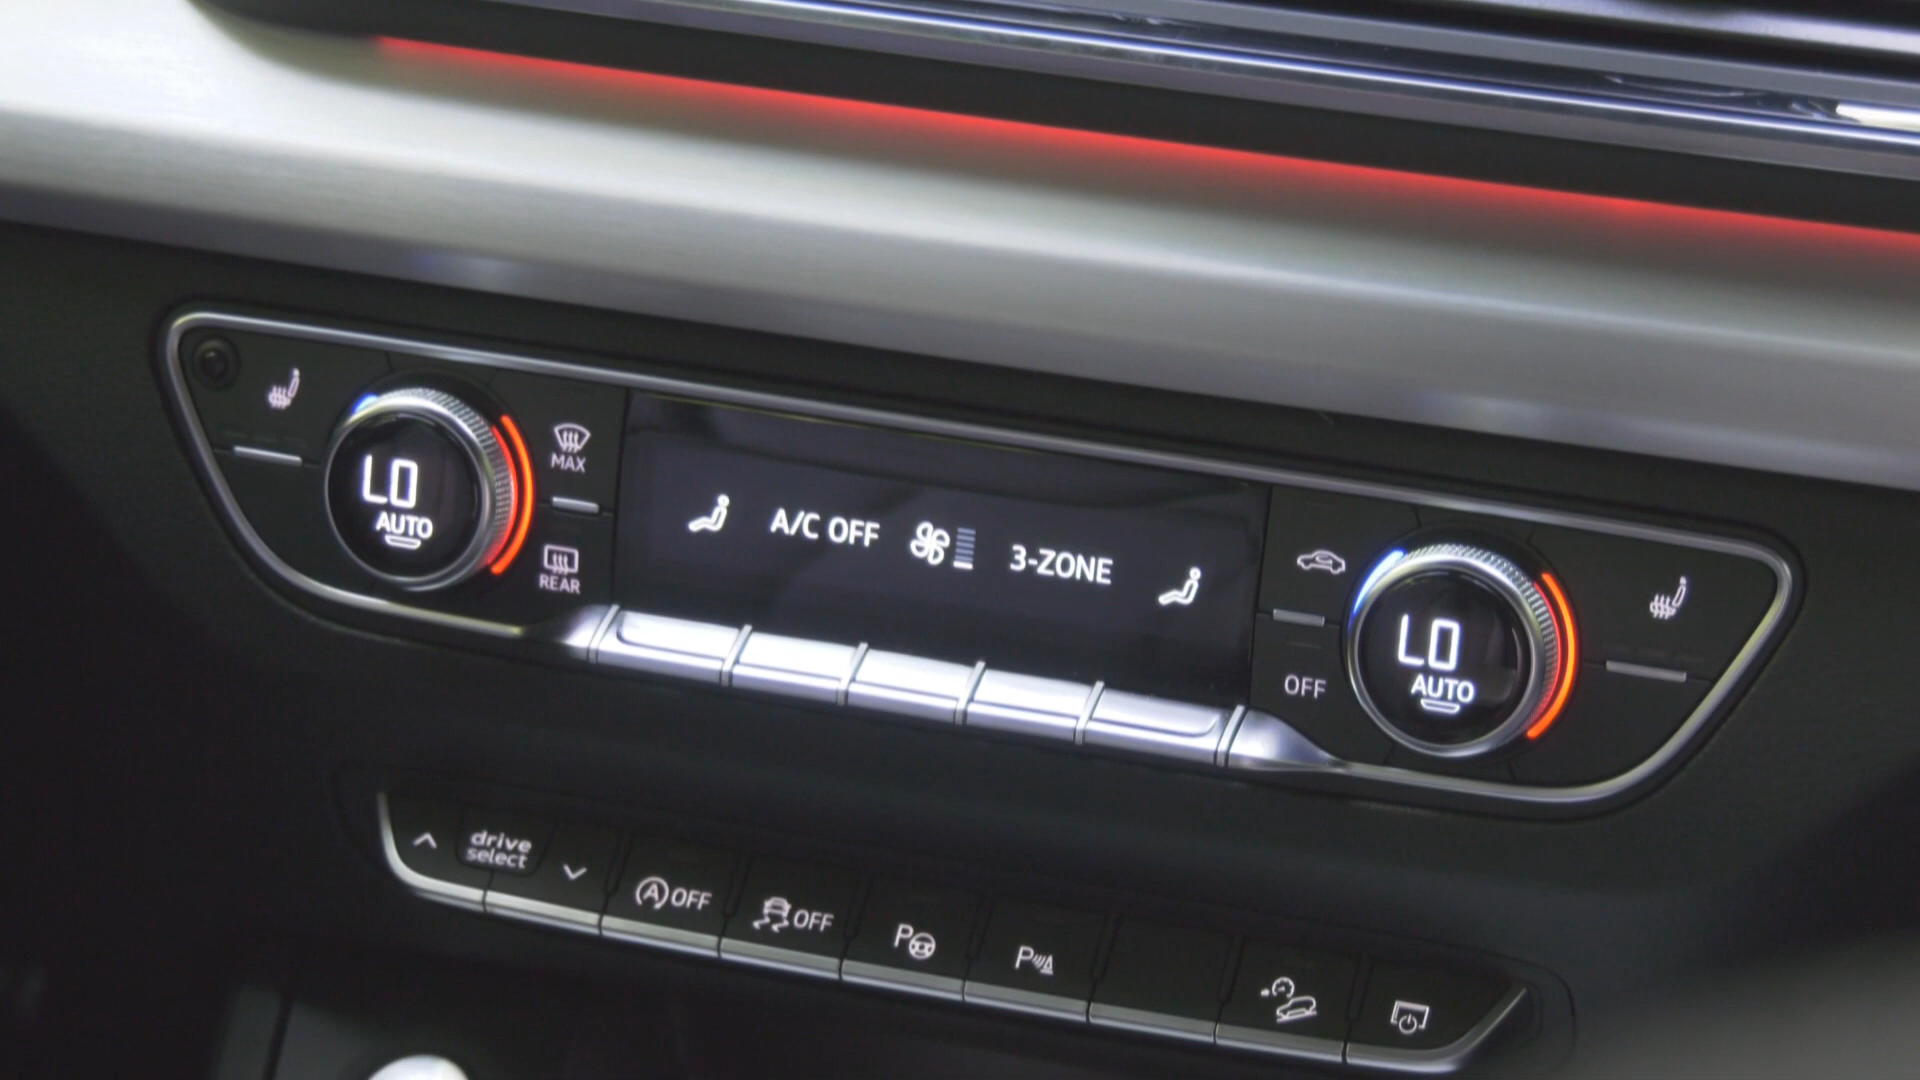 LO
AUTO
MAX
REAR
A/C OFF
3-ZONE
OFF
LO
AUTO
drive
select
A OFF
OFF
P
P